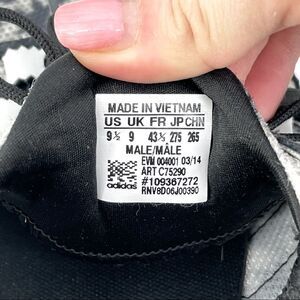 MADE IN VIETNAM
US UK FR JP CHN
9½ 9 43⅓ 275 265
MALE/MÂLE
EVM 004001 03/14
ART C75290
#109367272
RNV8D06J00390
adidas